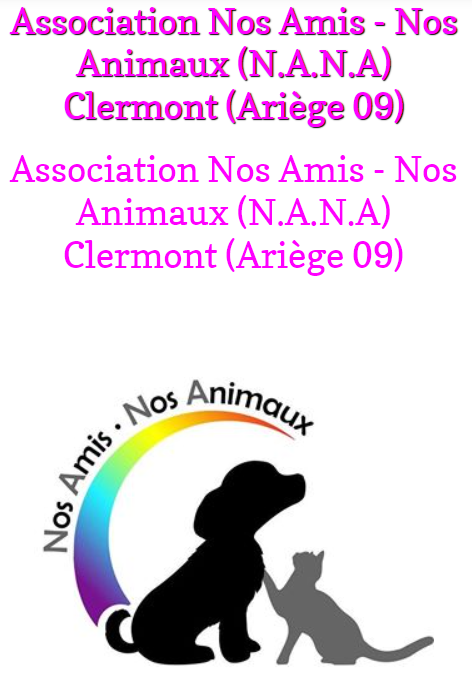 Association Nos Amis - Nos
Animaux (N.A.N.A)
Clermont (Ariège 09)
Association Nos Amis - Nos
Animaux (N.A.N.A)
Clermont (Ariège 09)
Nos Amis · Nos Animaux